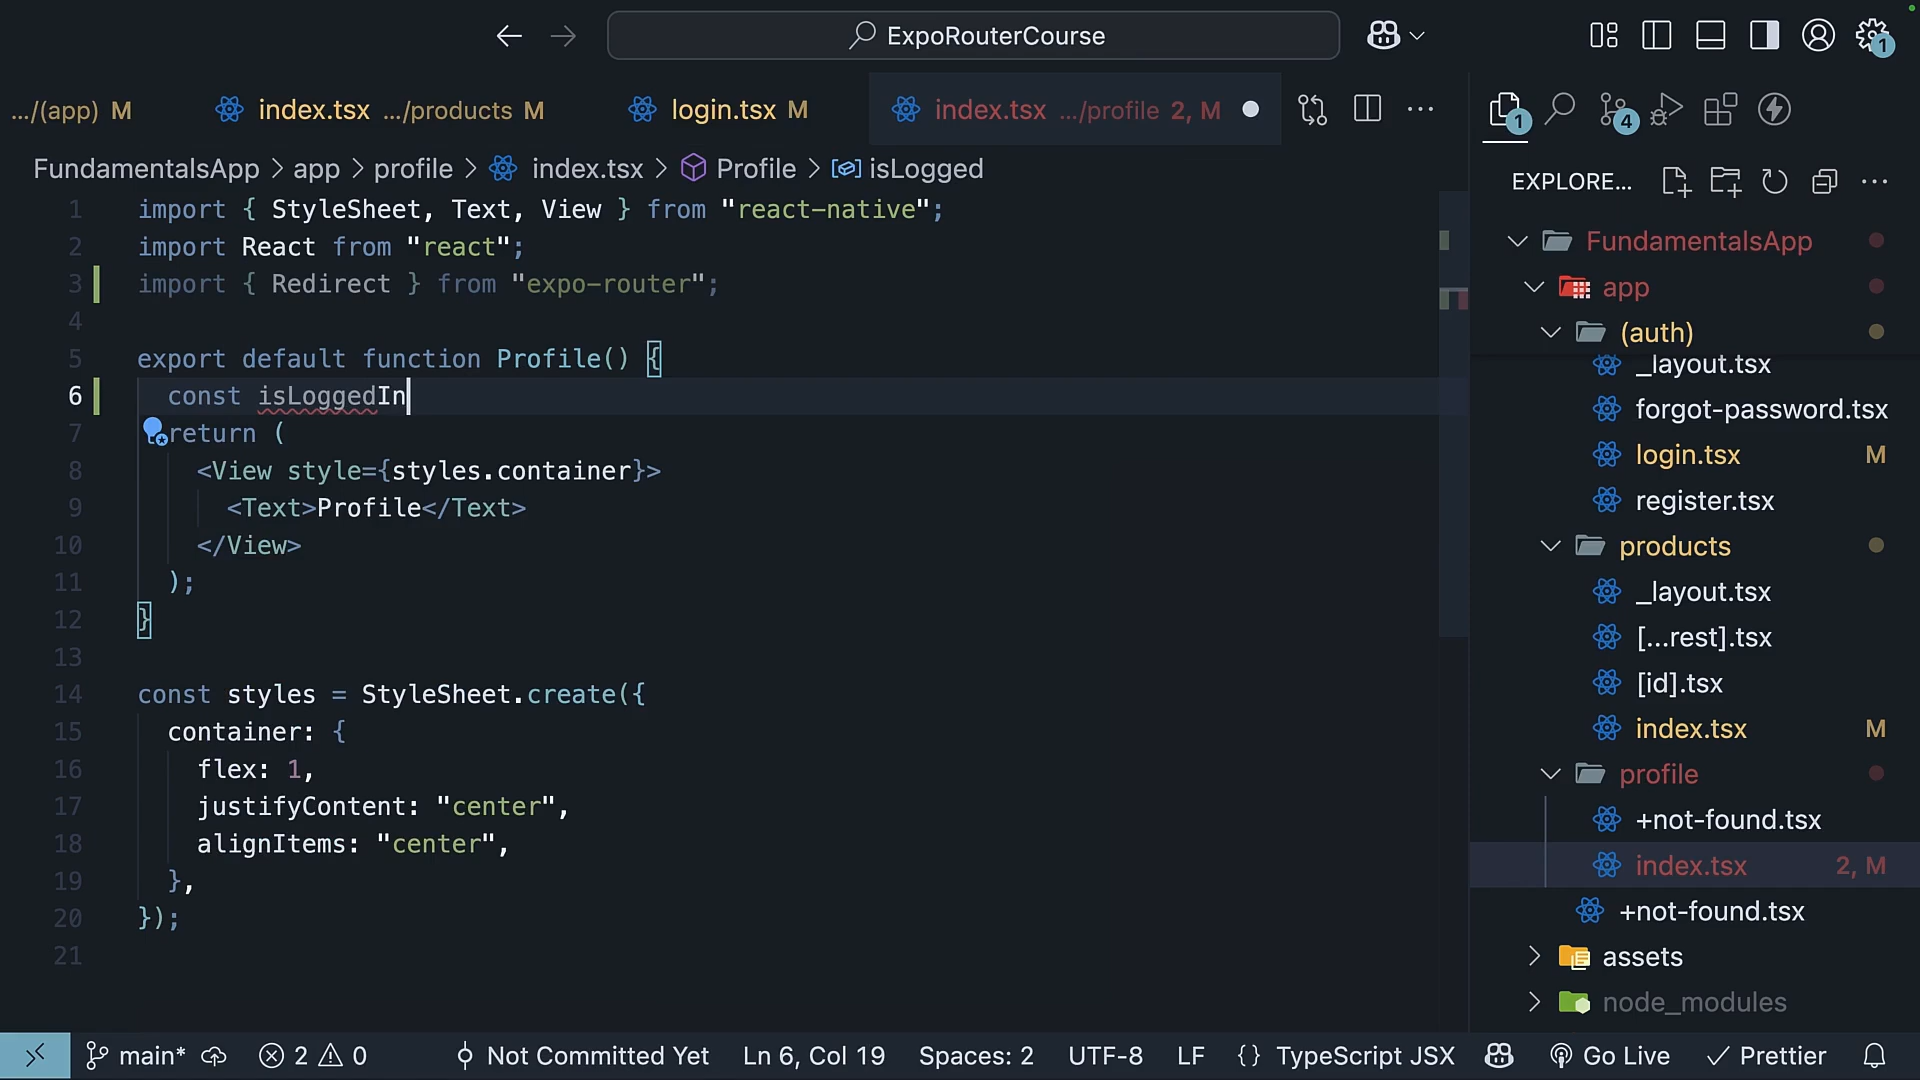 ExpoRouterCourse
1
.../(app) M
index.tsx .../products M
login.tsx M
index.tsx .../profile 2, M
1
4
FundamentalsApp > app > profile > index.tsx > Profile > isLogged
1 import { StyleSheet, Text, View } from "react-native";
2 import React from "react";
3 import { Redirect } from "expo-router";
4
5 export default function Profile() {
6 const isLoggedIn
7 return (
8 <View style={styles.container}>
9 <Text>Profile</Text>
10 </View>
11 );
12 }
13
14 const styles = StyleSheet.create({
15 container: {
16 flex: 1,
17 justifyContent: "center",
18 alignItems: "center",
19 },
20 });
21
EXPLORE...
FundamentalsApp
app
(auth)
_layout.tsx
forgot-password.tsx
login.tsx M
register.tsx
products
_layout.tsx
[...rest].tsx
[id].tsx
index.tsx M
profile
+not-found.tsx
index.tsx 2, M
+not-found.tsx
assets
node_modules
main* 2 0 Not Committed Yet Ln 6, Col 19 Spaces: 2 UTF-8 LF {} TypeScript JSX Go Live Prettier